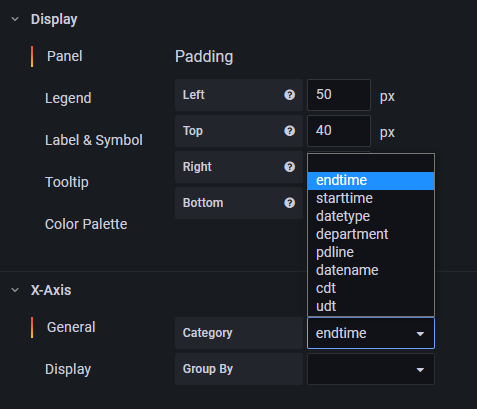 Display
Panel
Padding
Legend
Left ? 50 px
Label & Symbol
Top ? 40 px
Right ?
Tooltip
Bottom ?
Color Palette
endtime
starttime
datetype
department
pdline
datename
cdt
udt
X-Axis
General
Category endtime
Display
Group By